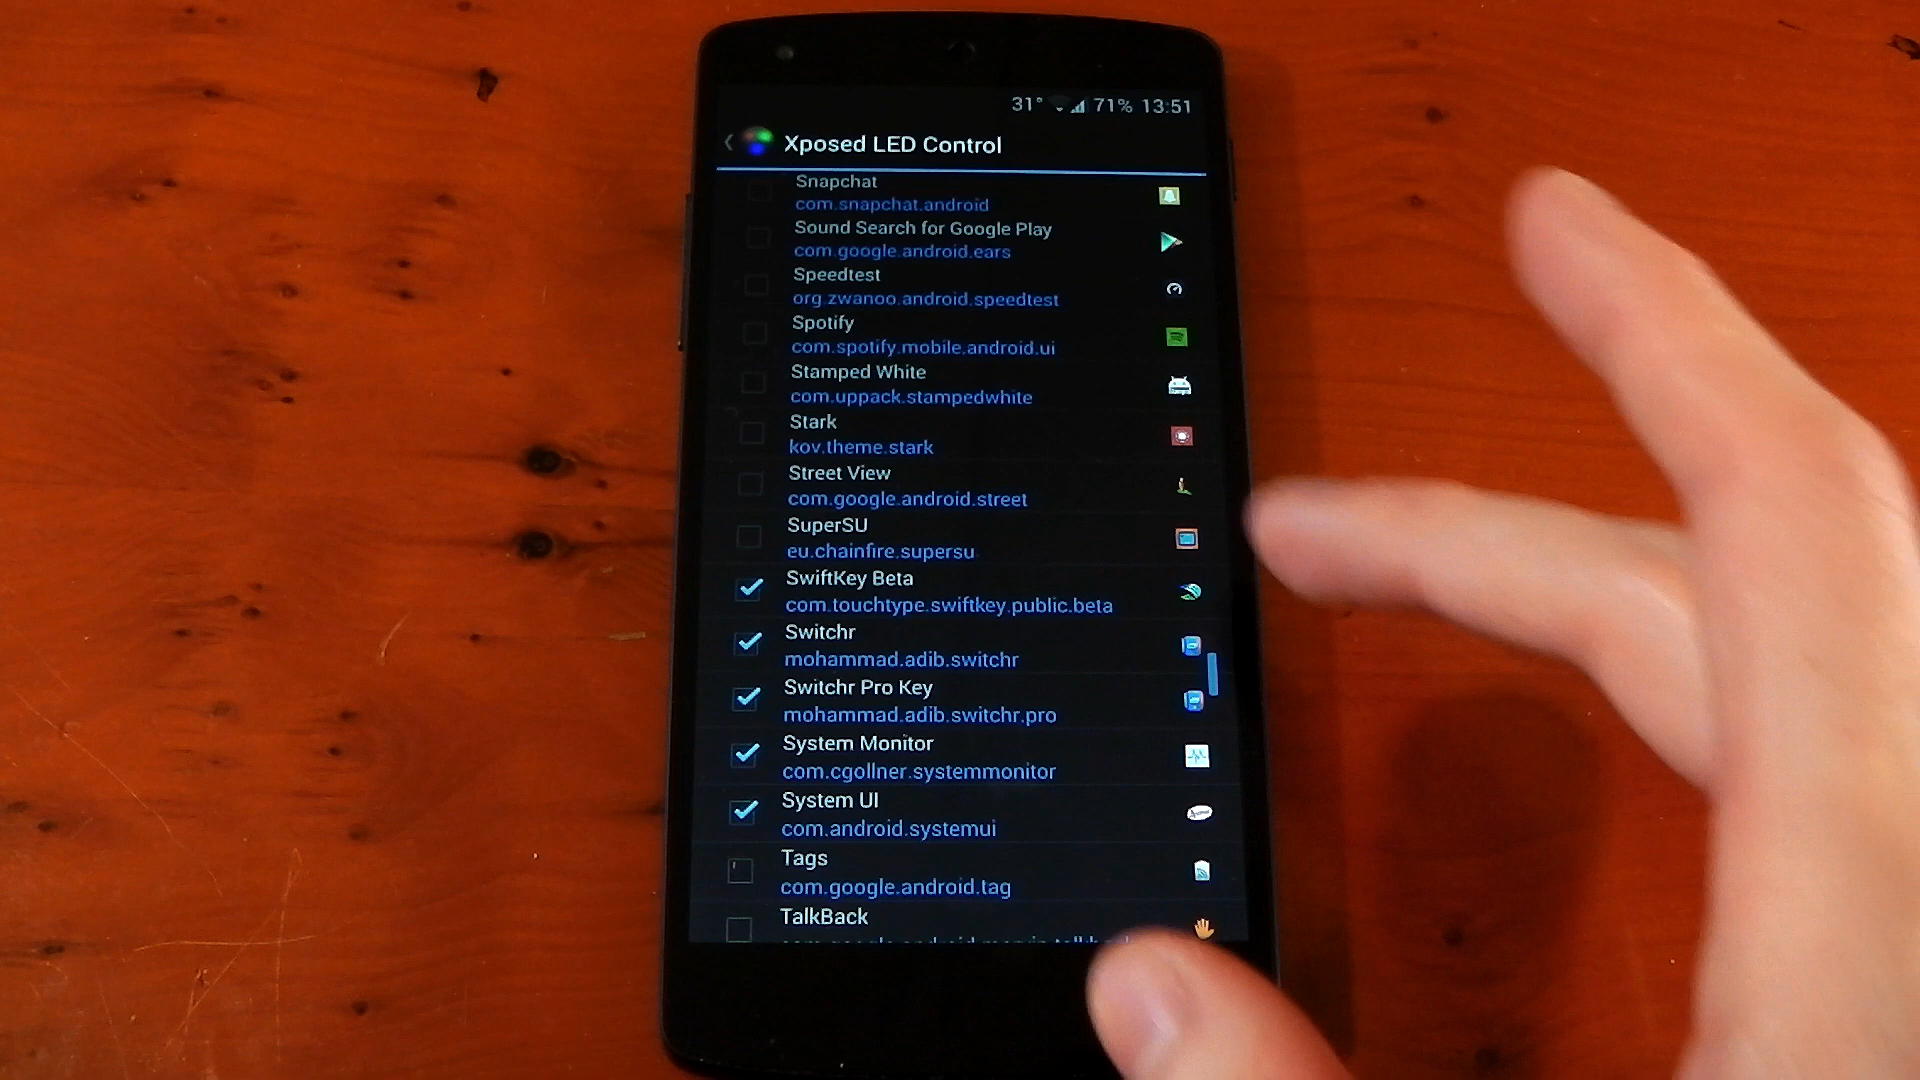 31° 71% 13:51
Xposed LED Control
Snapchat
com.snapchat.android
Sound Search for Google Play
com.google.android.ears
Speedtest
org.zwanoo.android.speedtest
Spotify
com.spotify.mobile.android.ui
Stamped White
com.uppack.stampedwhite
Stark
kov.theme.stark
Street View
com.google.android.street
SuperSU
eu.chainfire.supersu
SwiftKey Beta
com.touchtype.swiftkey.public.beta
Switchr
mohammad.adib.switchr
Switchr Pro Key
mohammad.adib.switchr.pro
System Monitor
com.cgollner.systemmonitor
System UI
com.android.systemui
Tags
com.google.android.tag
TalkBack